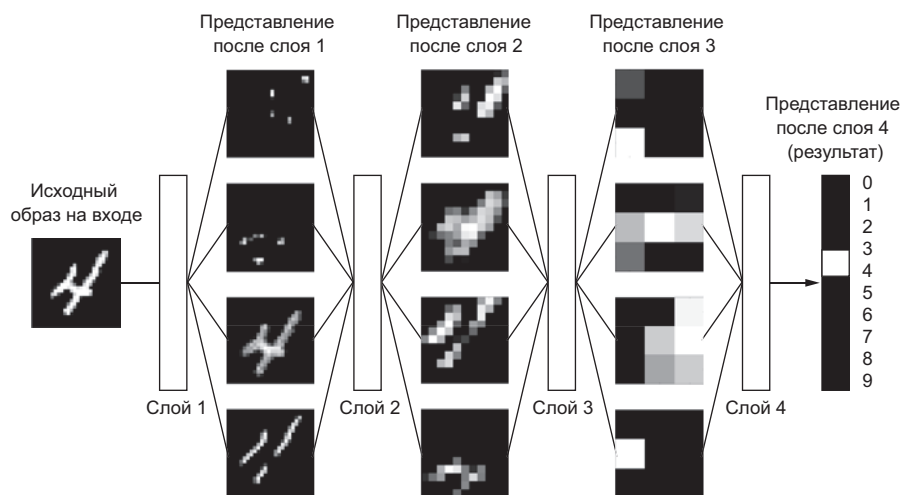 Представление
после слоя 1
Представление
после слоя 2
Представление
после слоя 3
Представление
после слоя 4
(результат)
Исходный
образ на входе
0
1
2
3
4
5
6
7
8
9
Слой 1
Слой 2
Слой 3
Слой 4